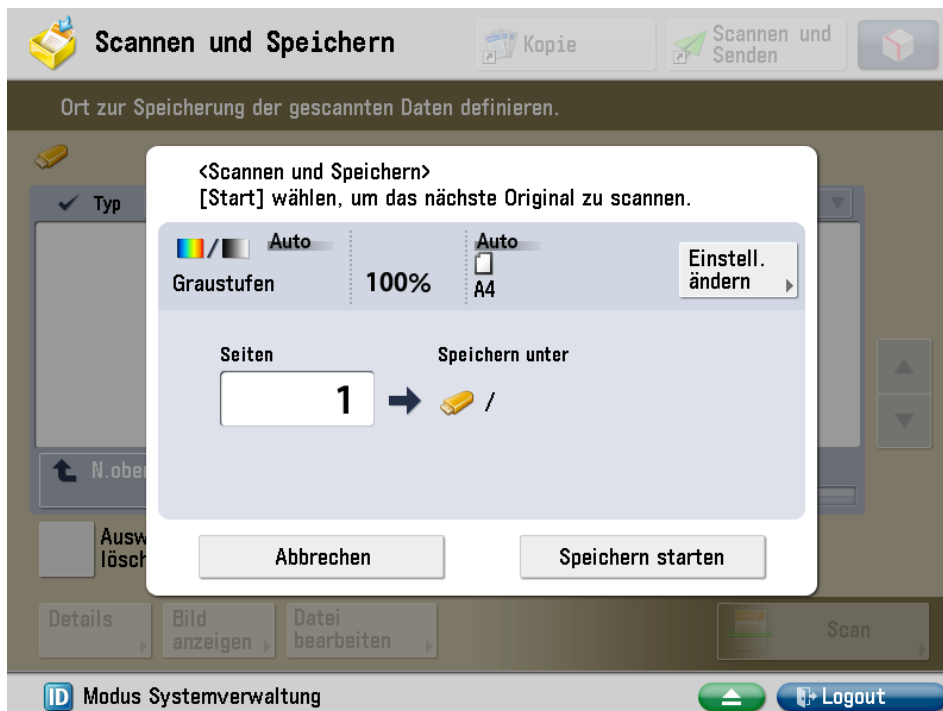 Scannen und Speichern
Kopie
Scannen und
Senden
Ort zur Speicherung der gescannten Daten definieren.
<Scannen und Speichern>
[Start] wählen, um das nächste Original zu scannen.
Typ
Auto
Auto
Graustufen
100%
A4
Einstell.
ändern
Seiten
Speichern unter
1
/
N.ober
Ausw
lösch
Abbrechen
Speichern starten
Details
Bild
anzeigen
Datei
bearbeiten
Scan
ID Modus Systemverwaltung
Logout